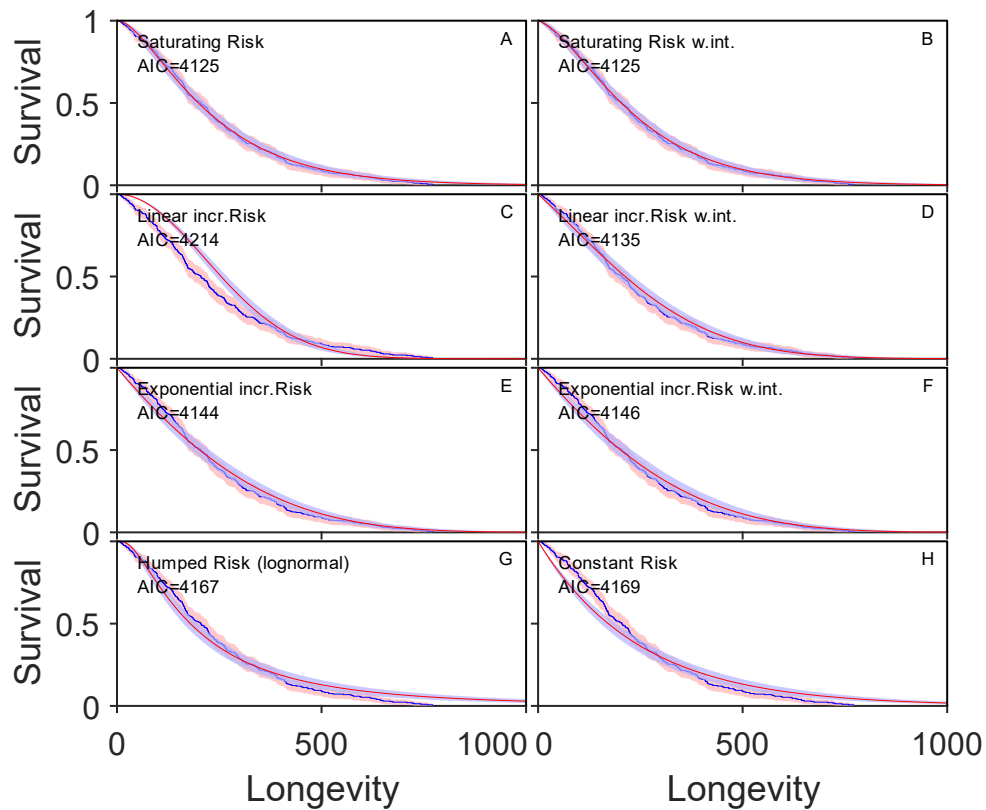 1
Saturating Risk
A
Saturating Risk w.int.
B
AIC=4125
AIC=4125
Survival
0.5
0
Linear incr.Risk
C
Linear incr.Risk w.int.
D
AIC=4214
AIC=4135
Survival
0.5
0
Exponential incr.Risk
E
Exponential incr.Risk w.int.
F
AIC=4144
AIC=4146
Survival
0.5
0
Humped Risk (lognormal)
G
Constant Risk
H
AIC=4167
AIC=4169
Survival
0.5
0
0 500 1000 0 500 1000
Longevity
Longevity